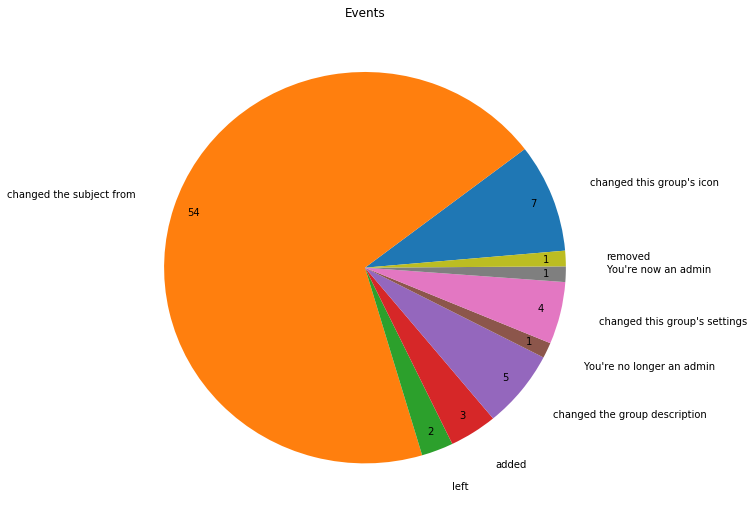 Events
changed this group's icon
changed the subject from
54
7
removed
1
You're now an admin
1
4
changed this group's settings
1
You're no longer an admin
5
changed the group description
3
2
added
left